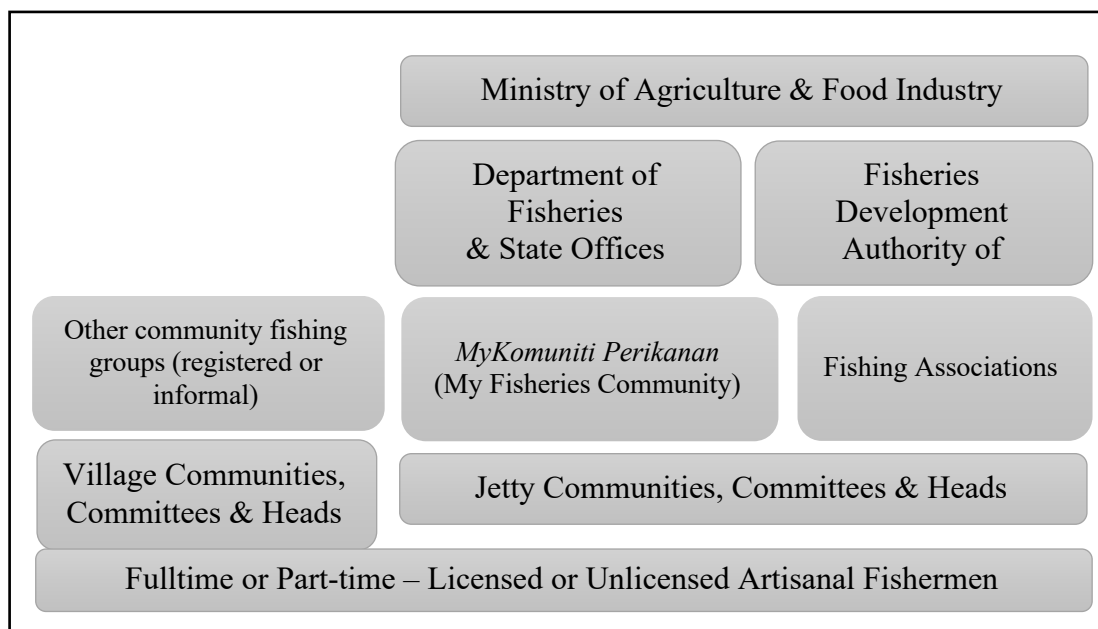 Ministry of Agriculture & Food Industry
Department of
Fisheries
& State Offices
Fisheries
Development
Authority of
Other community fishing
groups (registered or
informal)
MyKomuniti Perikanan
(My Fisheries Community)
Fishing Associations
Village Communities,
Committees & Heads
Jetty Communities, Committees & Heads
Fulltime or Part-time – Licensed or Unlicensed Artisanal Fishermen